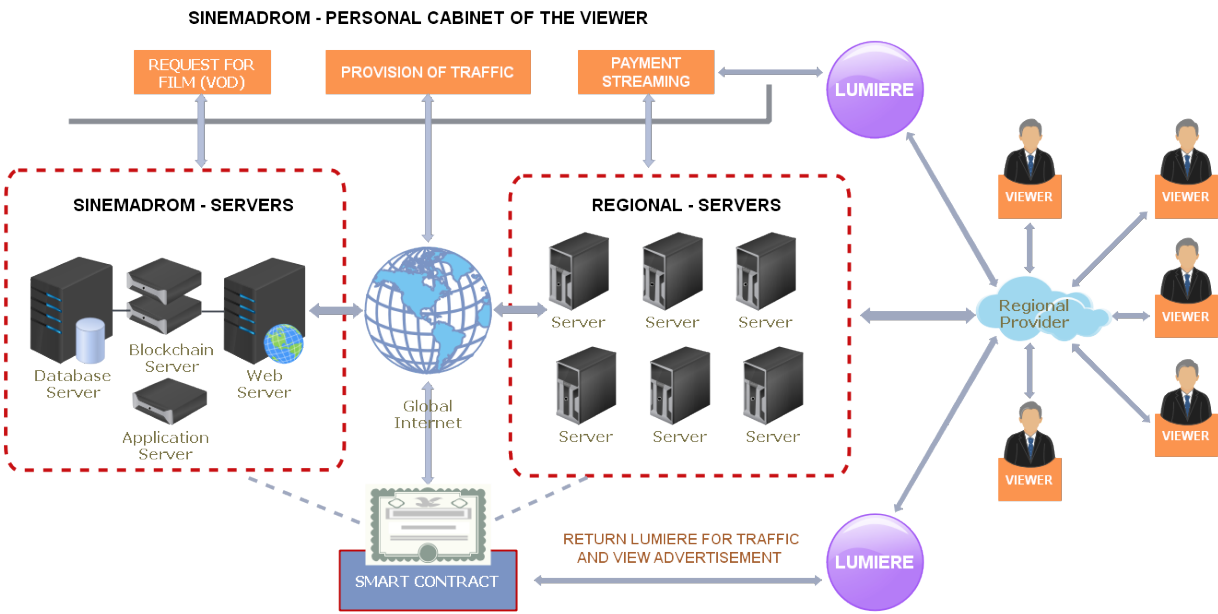 SINEMADROM - PERSONAL CABINET OF THE VIEWER
REQUEST FOR
FILM (VOD)
PROVISION OF TRAFFIC
PAYMENT
STREAMING
LUMIERE
SINEMADROM - SERVERS
Database
Server
Blockchain
Server
Web
Server
Application
Server
Global
Internet
REGIONAL - SERVERS
Server
Server
Server
Server
Server
Server
Regional
Provider
VIEWER
VIEWER
VIEWER
VIEWER
VIEWER
SMART CONTRACT
RETURN LUMIERE FOR TRAFFIC
AND VIEW ADVERTISEMENT
LUMIERE